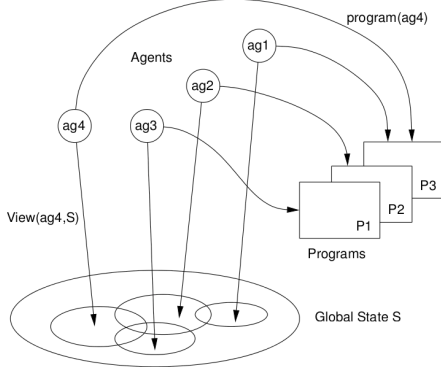 program(ag4)
ag1
Agents
ag2
ag4
ag3
P3
P2
View(ag4,S)
P1
Programs
Global State S